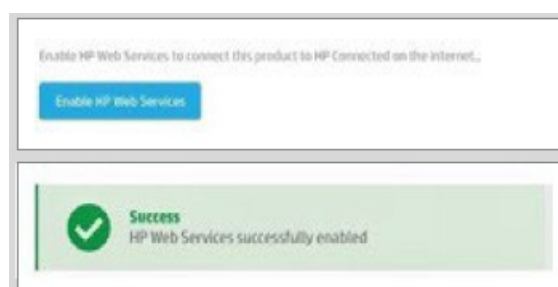 Enable HP Web Services to connect this product to HP Connected on the internet..
Enable HP Web Services
Success
HP Web Services successfully enabled